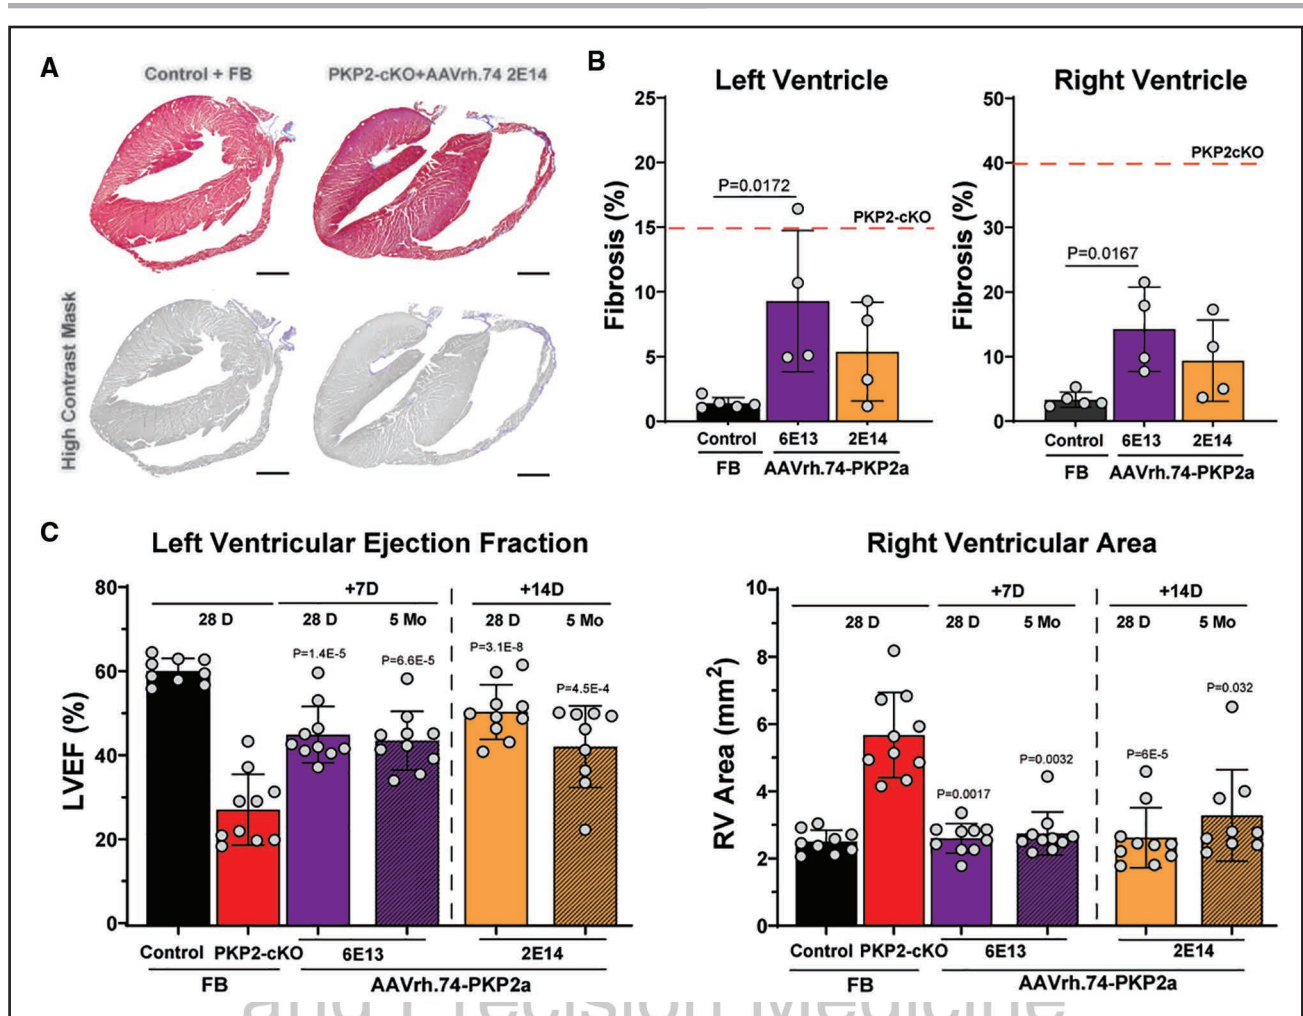 A
Control + FB
PKP2-cKO+AAVrh.74 2E14
High Contrast Mask
B
Left Ventricle
Fibrosis (%)
25
20
15
10
5
0
P=0.0172
PKP2-cKO
Control
6E13
2E14
FB
AAVrh.74-PKP2a
Right Ventricle
Fibrosis (%)
50
40
30
20
10
0
PKP2cKO
P=0.0167
Control
6E13
2E14
FB
AAVrh.74-PKP2a
C
Left Ventricular Ejection Fraction
LVEF (%)
80
60
40
20
0
+7D
+14D
28 D
28 D
5 Mo
28 D
5 Mo
P=1.4E-5
P=6.6E-5
P=3.1E-8
P=4.5E-4
Control
PKP2-cKO
6E13
2E14
FB
AAVrh.74-PKP2a
Right Ventricular Area
RV Area (mm²)
10
8
6
4
2
0
+7D
+14D
28 D
28 D
5 Mo
28 D
5 Mo
P=0.0017
P=0.0032
P=6E-5
P=0.032
Control
PKP2-cKO
6E13
2E14
FB
AAVrh.74-PKP2a
and Precision Medicine